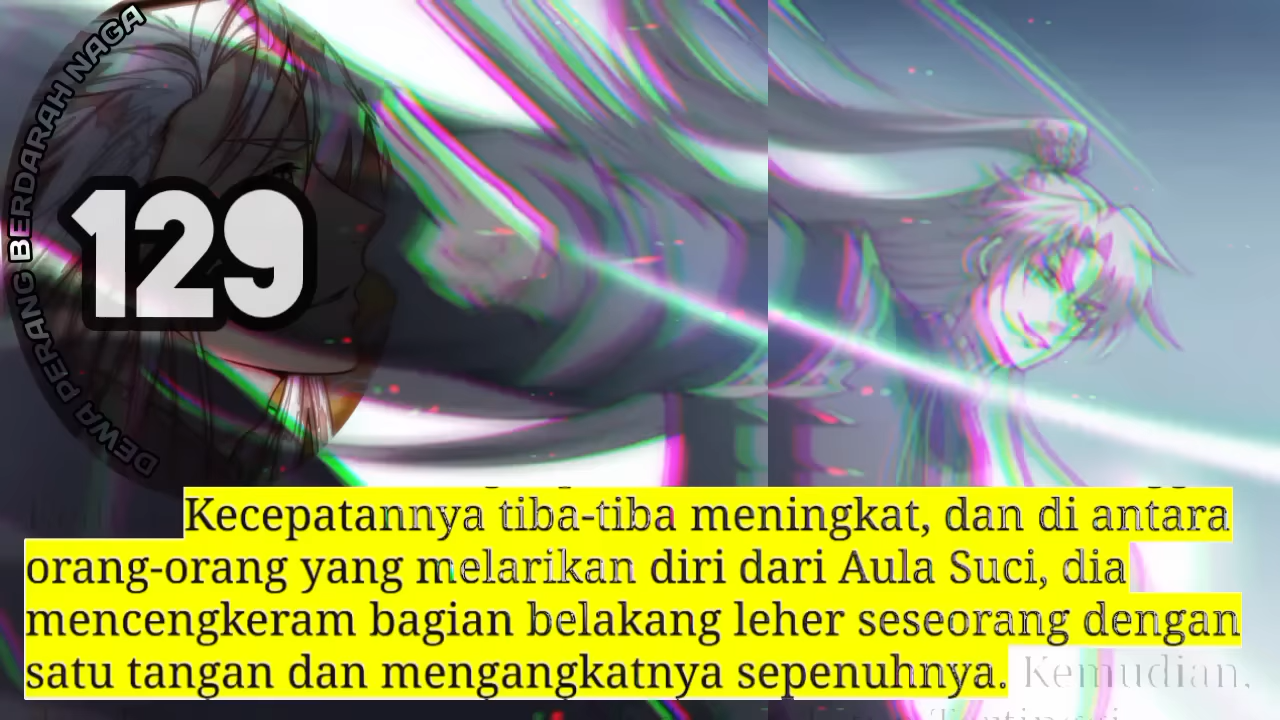 DEWA PERANG BERDARAH NAGA
129
Kecepatannya tiba-tiba meningkat, dan di antara
orang-orang yang melarikan diri dari Aula Suci, dia
mencengkeram bagian belakang leher seseorang dengan
satu tangan dan mengangkatnya sepenuhnya. Kemudian,